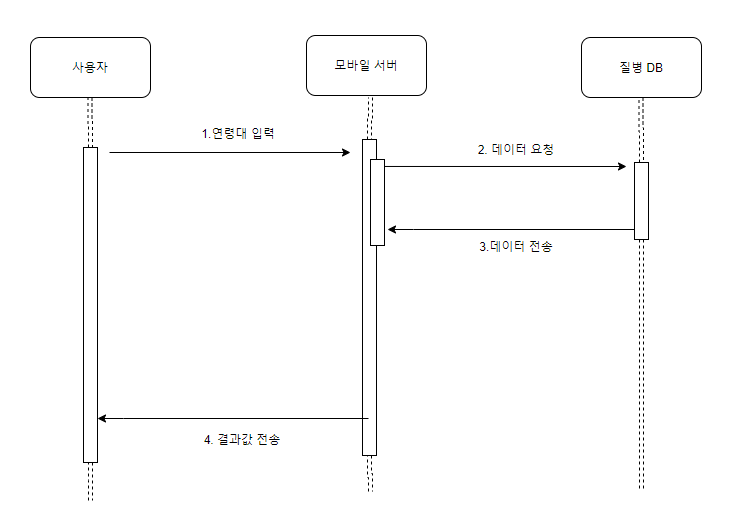 사용자
모바일 서버
질병 DB
1.연령대 입력
2. 데이터 요청
3.데이터 전송
4. 결과값 전송